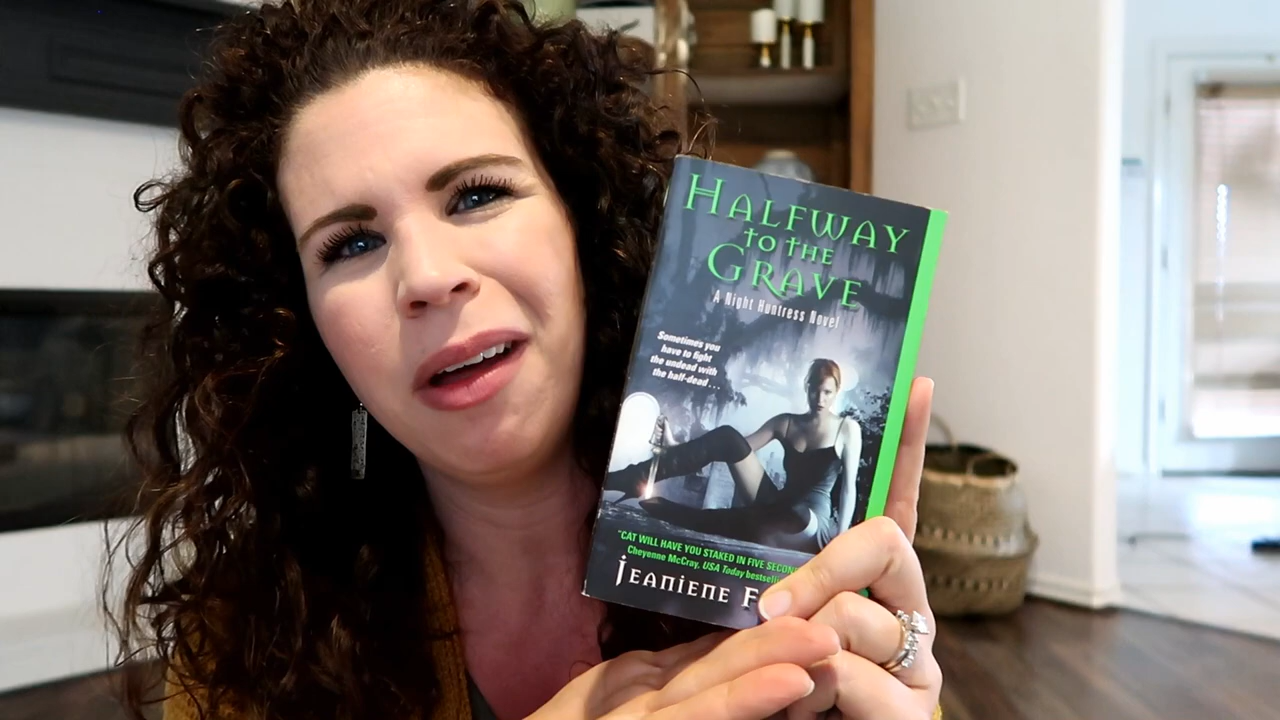 HALFWAY
TO THE
GRAVE
A Night Huntress Novel
Sometimes you
have to fight
the undead with
the half-dead . . .
"CAT WILL HAVE YOU STAKED IN FIVE
Cheyenne McCray, USA Today
JEANIENE